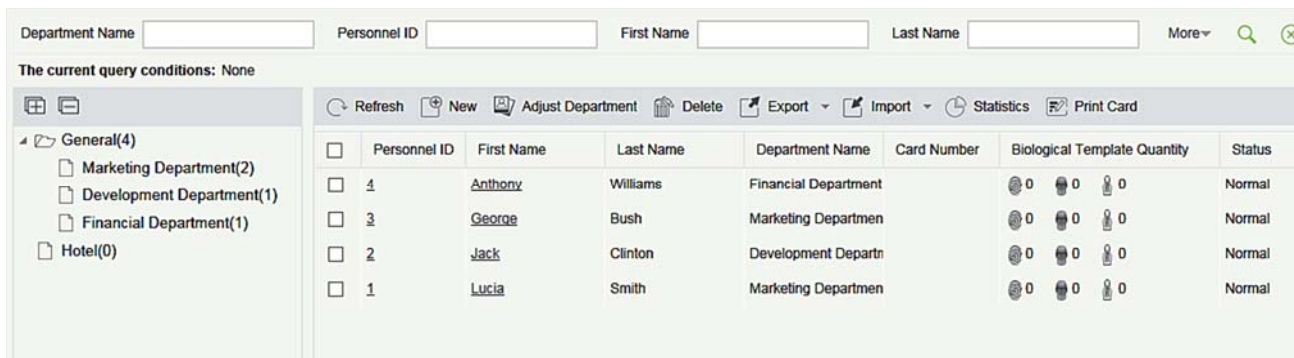 Department Name Personnel ID First Name Last Name More
The current query conditions: None
Refresh New Adjust Department Delete Export Import Statistics Print Card
General(4)
Marketing Department(2)
Development Department(1)
Financial Department(1)
Hotel(0)
Personnel ID First Name Last Name Department Name Card Number Biological Template Quantity Status
4 Anthony Williams Financial Department 0 0 0 Normal
3 George Bush Marketing Departmen 0 0 0 Normal
2 Jack Clinton Development Departn 0 0 0 Normal
1 Lucia Smith Marketing Departmen 0 0 0 Normal